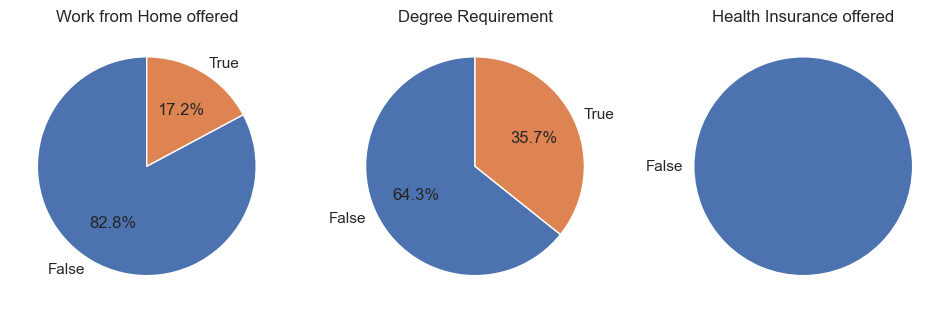 Work from Home offered
True
17.2%
82.8%
False
Degree Requirement
True
35.7%
64.3%
False
Health Insurance offered
False